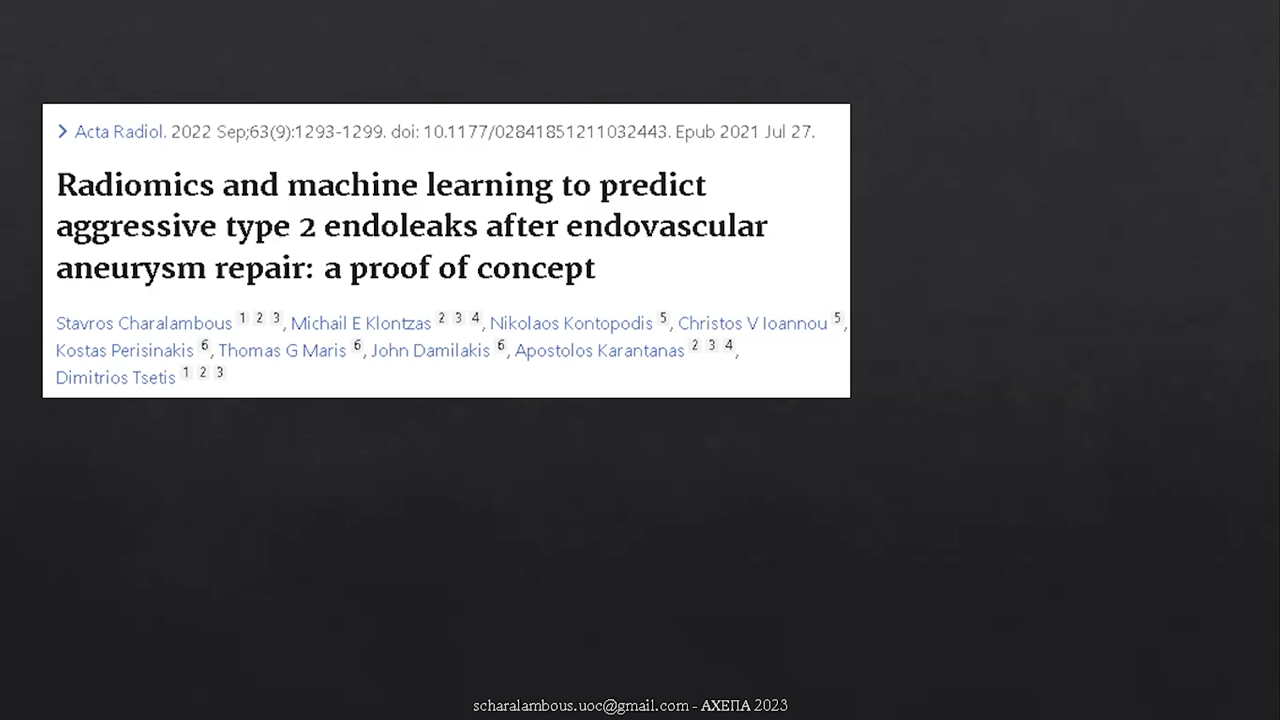 Acta Radiol. 2022 Sep;63(9):1293-1299. doi: 10.1177/02841851211032443. Epub 2021 Jul 27.
Radiomics and machine learning to predict
aggressive type 2 endoleaks after endovascular
aneurysm repair: a proof of concept
Stavros Charalambous 1 2 3, Michail E Klontzas 2 3 4, Nikolaos Kontopodis 5, Christos V Ioannou 5,
Kostas Perisinakis 6, Thomas G Maris 6, John Damilakis 6, Apostolos Karantanas 2 3 4,
Dimitrios Tsetis 1 2 3
scharalambous.uoc@gmail.com - ΑΧΕΠΑ 2023